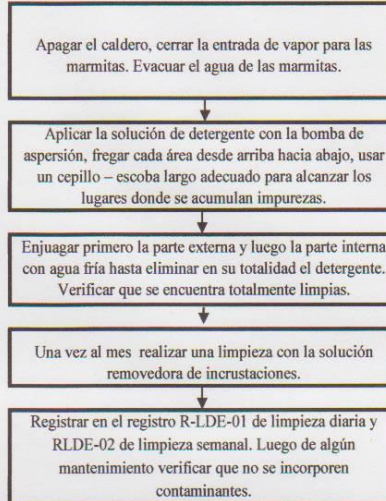 Apagar el caldero, cerrar la entrada de vapor para las
marmitas. Evacuar el agua de las marmitas.
Aplicar la solución de detergente con la bomba de
aspersión, fregar cada área desde arriba hacia abajo, usar
un cepillo – escoba largo adecuado para alcanzar los
lugares donde se acumulan impurezas.
Enjuagar primero la parte externa y luego la parte interna
con agua fría hasta eliminar en su totalidad el detergente.
Verificar que se encuentra totalmente limpias.
Una vez al mes realizar una limpieza con la solución
removedora de incrustaciones.
Registrar en el registro R-LDE-01 de limpieza diaria y
RLDE-02 de limpieza semanal. Luego de algún
mantenimiento verificar que no se incorporen
contaminantes.